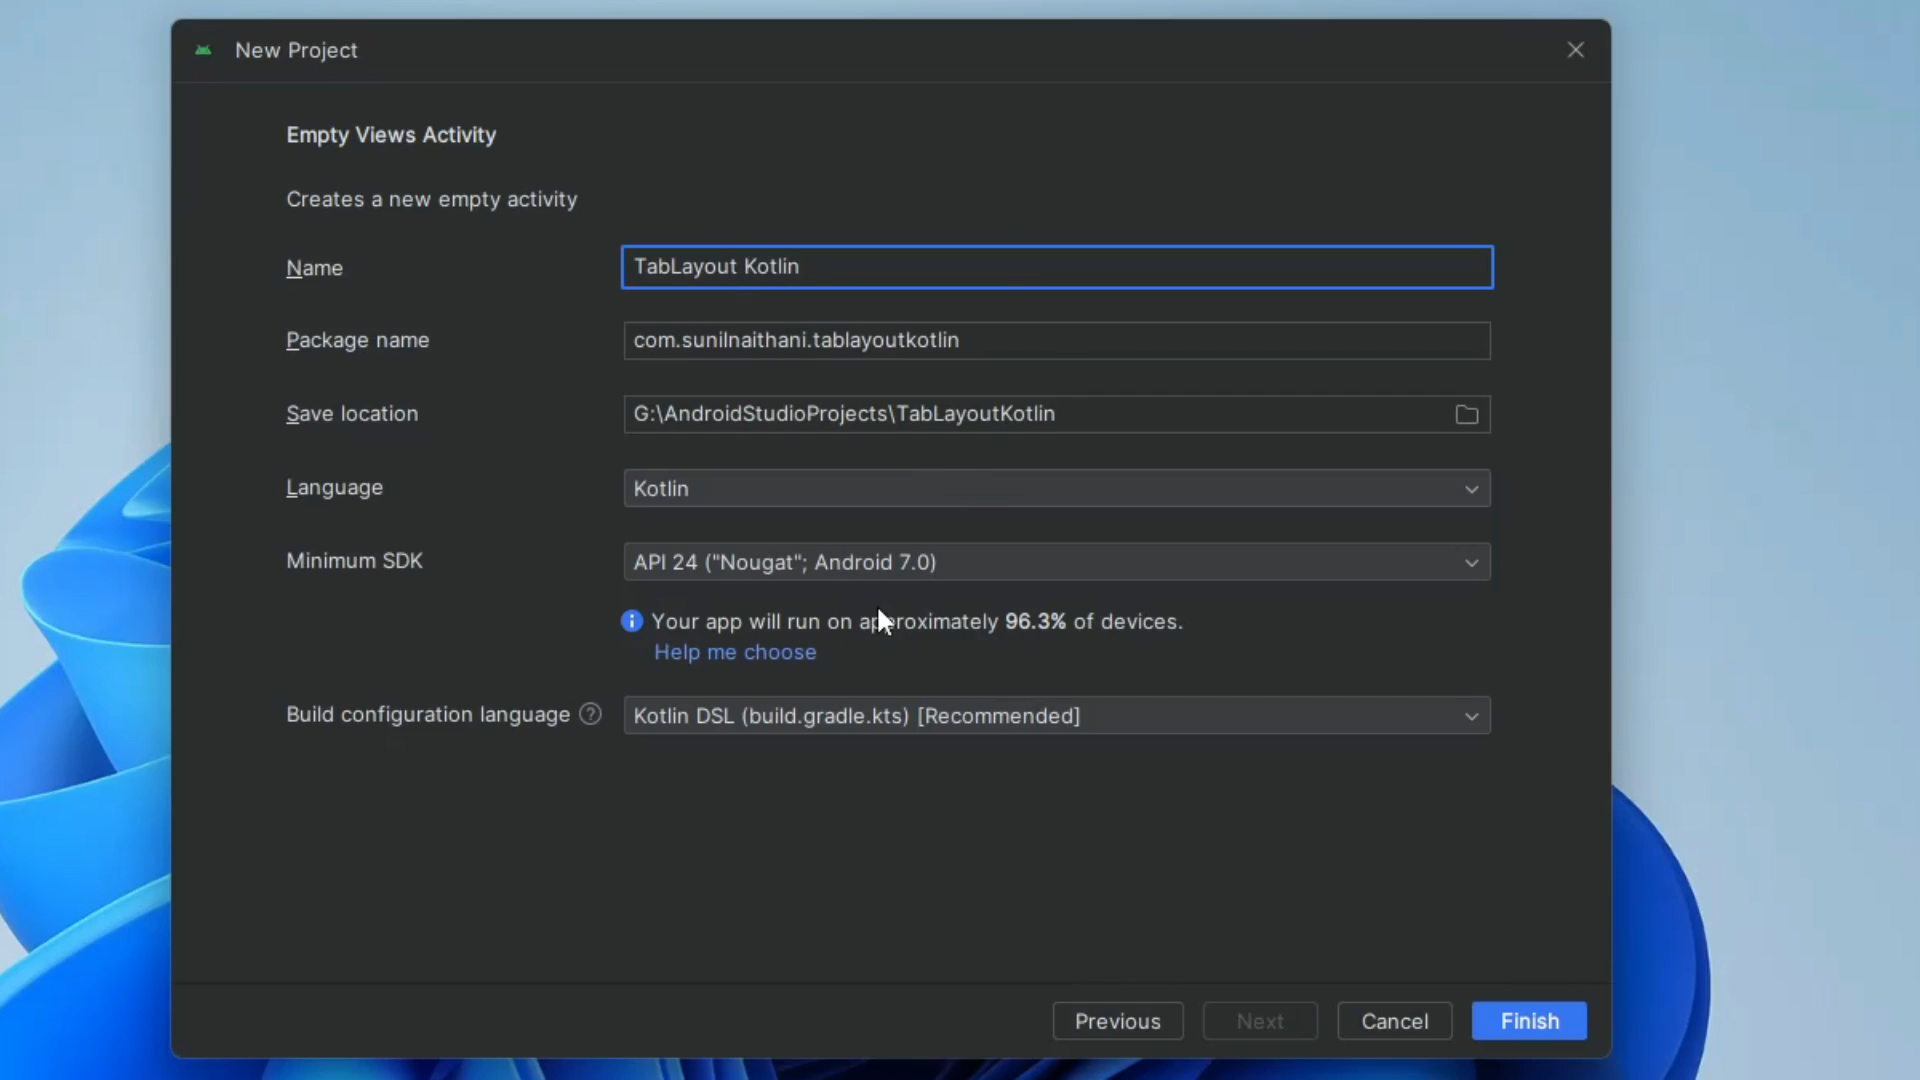 New Project
Empty Views Activity
Creates a new empty activity
Name TabLayout Kotlin
Package name com.sunilnaithani.tablayoutkotlin
Save location G:\AndroidStudioProjects\TabLayoutKotlin
Language Kotlin
Minimum SDK API 24 ("Nougat"; Android 7.0)
Your app will run on approximately 96.3% of devices.
Help me choose
Build configuration language Kotlin DSL (build.gradle.kts) [Recommended]
Previous Next Cancel Finish